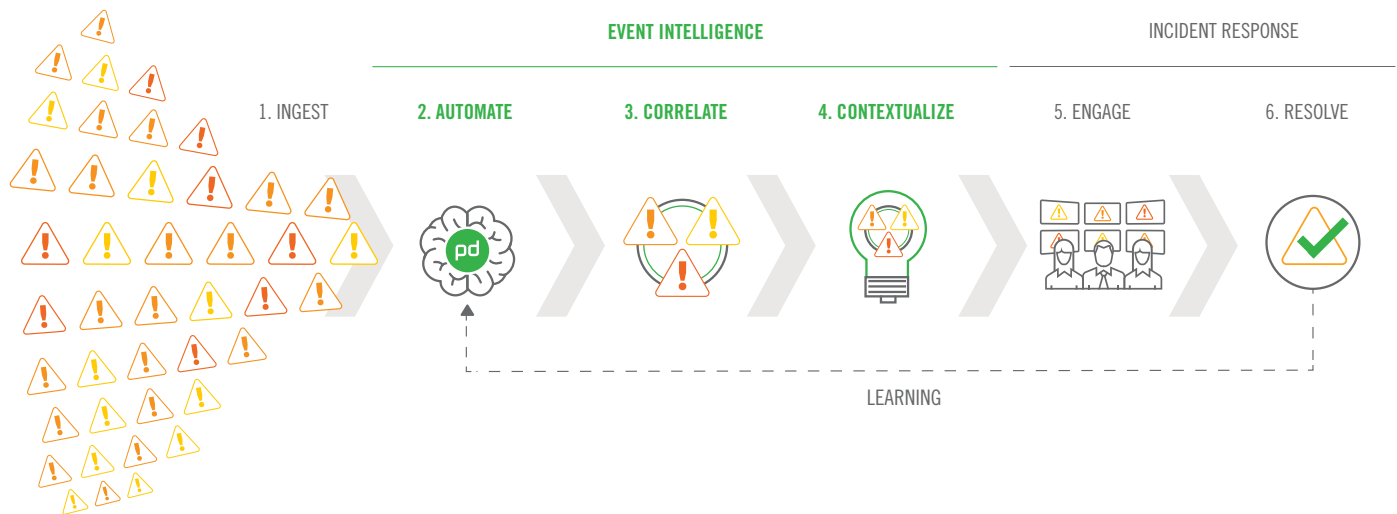 EVENT INTELLIGENCE
INCIDENT RESPONSE
1. INGEST
2. AUTOMATE
3. CORRELATE
4. CONTEXTUALIZE
5. ENGAGE
6. RESOLVE
pd
LEARNING